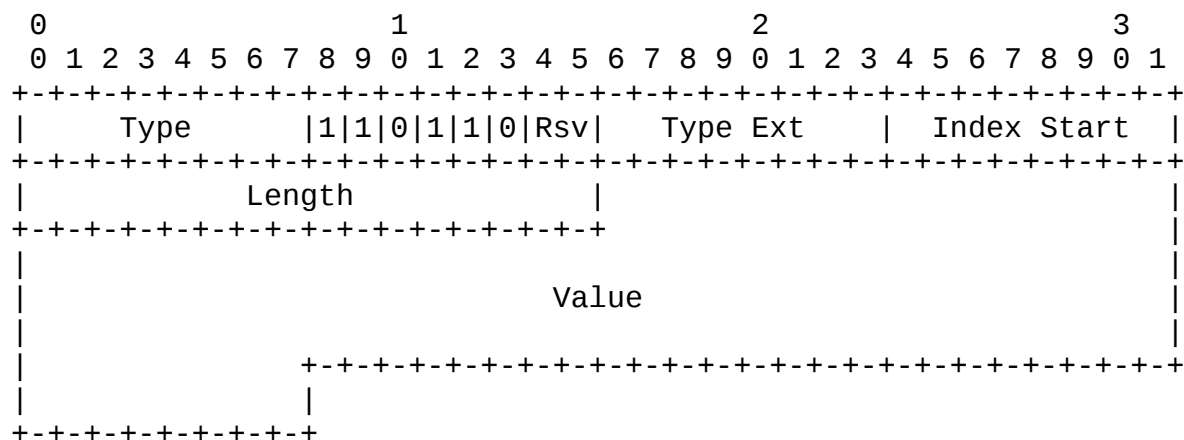 0                   1                   2                   3
 0 1 2 3 4 5 6 7 8 9 0 1 2 3 4 5 6 7 8 9 0 1 2 3 4 5 6 7 8 9 0 1
+-+-+-+-+-+-+-+-+-+-+-+-+-+-+-+-+-+-+-+-+-+-+-+-+-+-+-+-+-+-+-+-+
|     Type      |1|1|0|1|1|0|Rsv|   Type Ext    |  Index Start  |
+-+-+-+-+-+-+-+-+-+-+-+-+-+-+-+-+-+-+-+-+-+-+-+-+-+-+-+-+-+-+-+-+
|            Length             |                               |
+-+-+-+-+-+-+-+-+-+-+-+-+-+-+-+-+                               |
|                                                               |
|                             Value                             |
|                                                               |
|               +-+-+-+-+-+-+-+-+-+-+-+-+-+-+-+-+-+-+-+-+-+-+-+-+
|               |
+-+-+-+-+-+-+-+-+